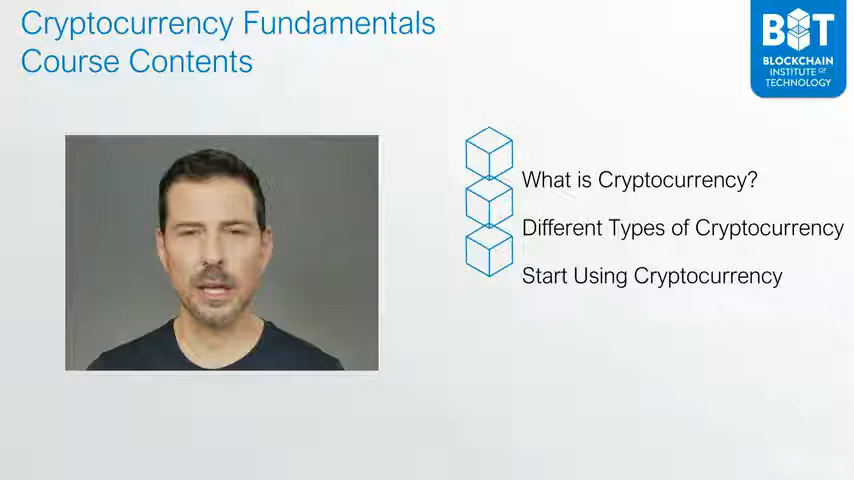 Cryptocurrency Fundamentals
Course Contents
B T
BLOCKCHAIN
INSTITUTE OF
TECHNOLOGY
What is Cryptocurrency?
Different Types of Cryptocurrency
Start Using Cryptocurrency